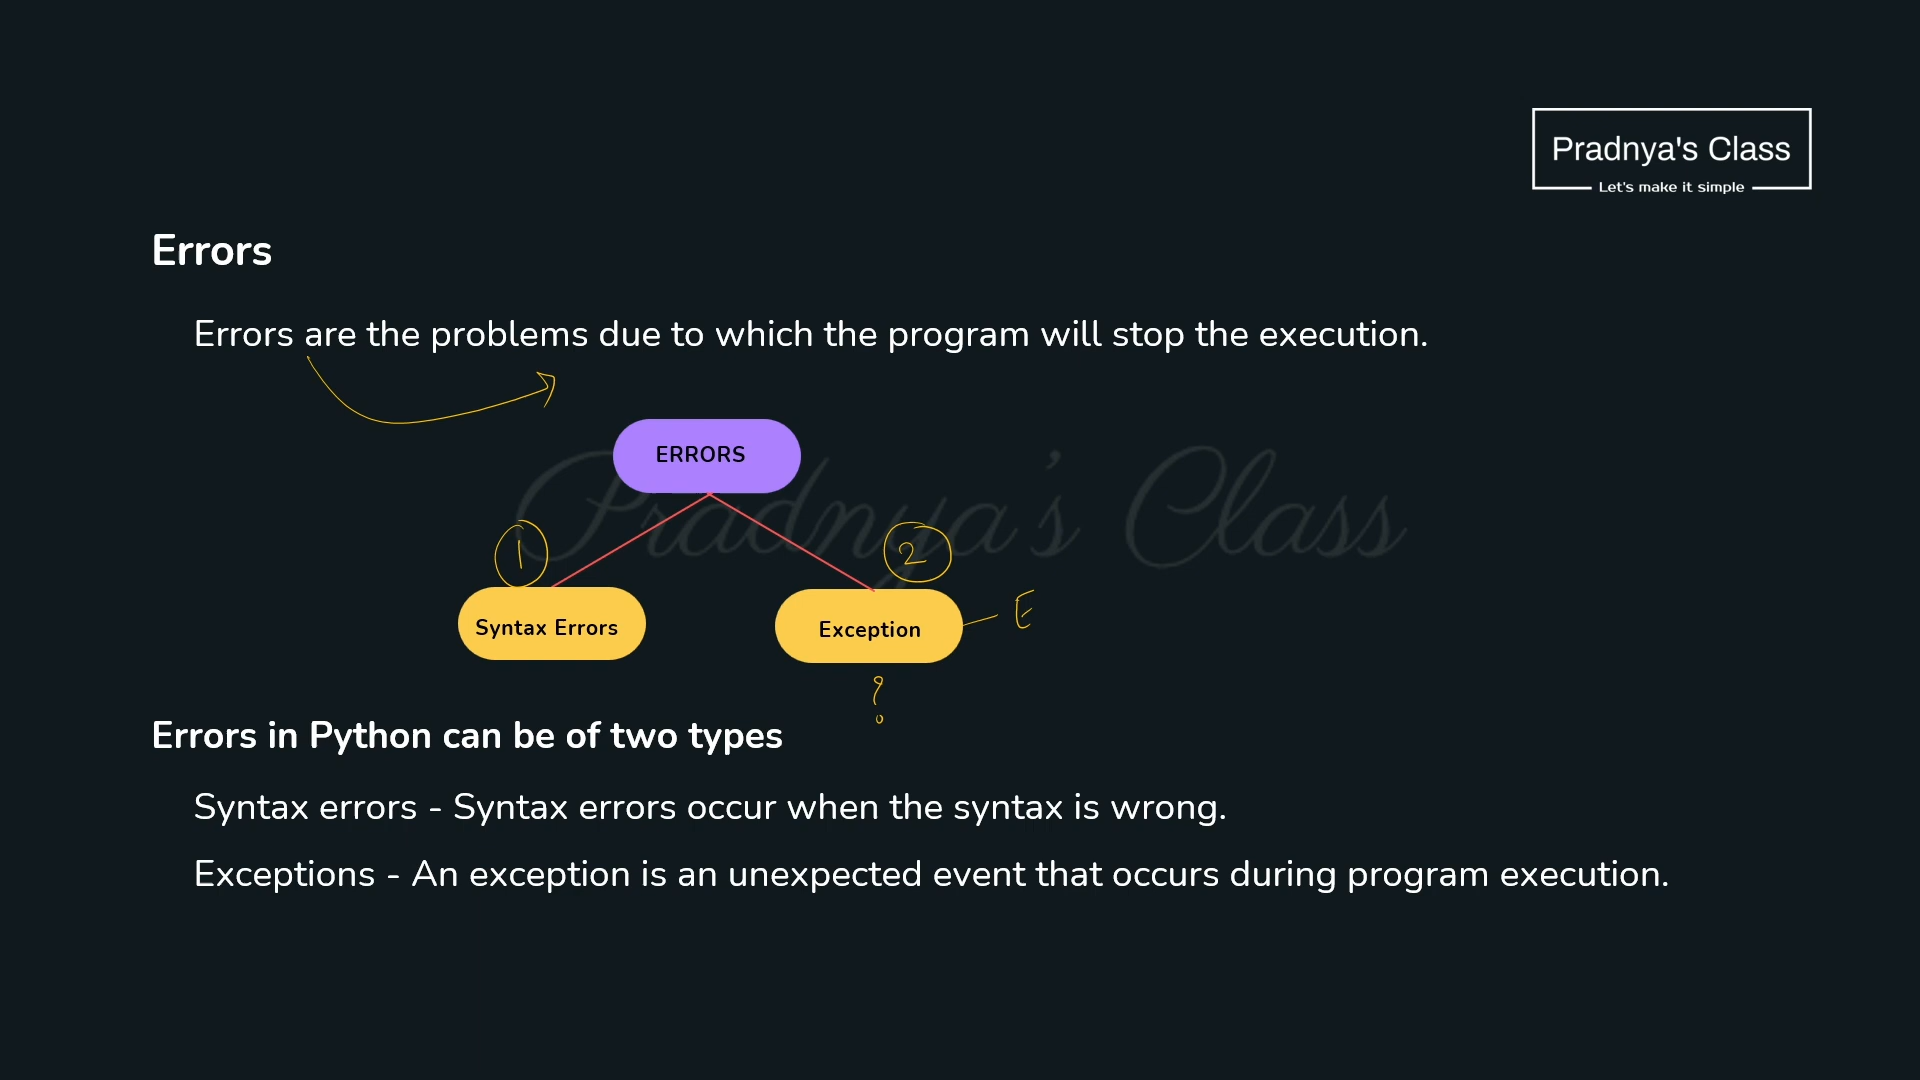 Pradnya's Class
Let's make it simple
Errors
Errors are the problems due to which the program will stop the execution.
ERRORS
Pradnya's Class
1
2
Syntax Errors
Exception
E
?
Errors in Python can be of two types
Syntax errors - Syntax errors occur when the syntax is wrong.
Exceptions - An exception is an unexpected event that occurs during program execution.